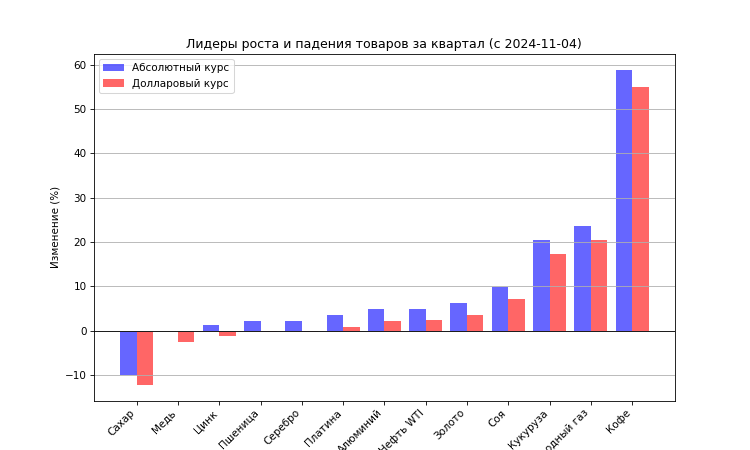 Лидеры роста и падения товаров за квартал (с 2024-11-04)
Абсолютный курс
Долларовый курс
Изменение (%)
60
50
40
30
20
10
0
−10
Сахар
Медь
Цинк
Пшеница
Серебро
Платина
Алюминий
Нефть WTI
Золото
Соя
Кукуруза
одный газ
Кофе